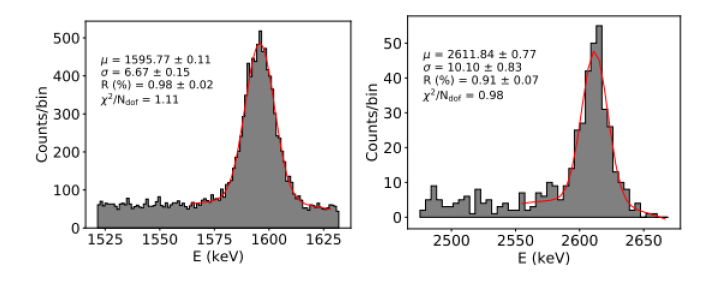 500
400
300
200
100
0
Counts/bin
μ = 1595.77 ± 0.11
σ = 6.67 ± 0.15
R (%) = 0.98 ± 0.02
χ²/N_dof = 1.11
1525 1550 1575 1600 1625
E (keV)
50
40
30
20
10
0
Counts/bin
μ = 2611.84 ± 0.77
σ = 10.10 ± 0.83
R (%) = 0.91 ± 0.07
χ²/N_dof = 0.98
2500 2550 2600 2650
E (keV)